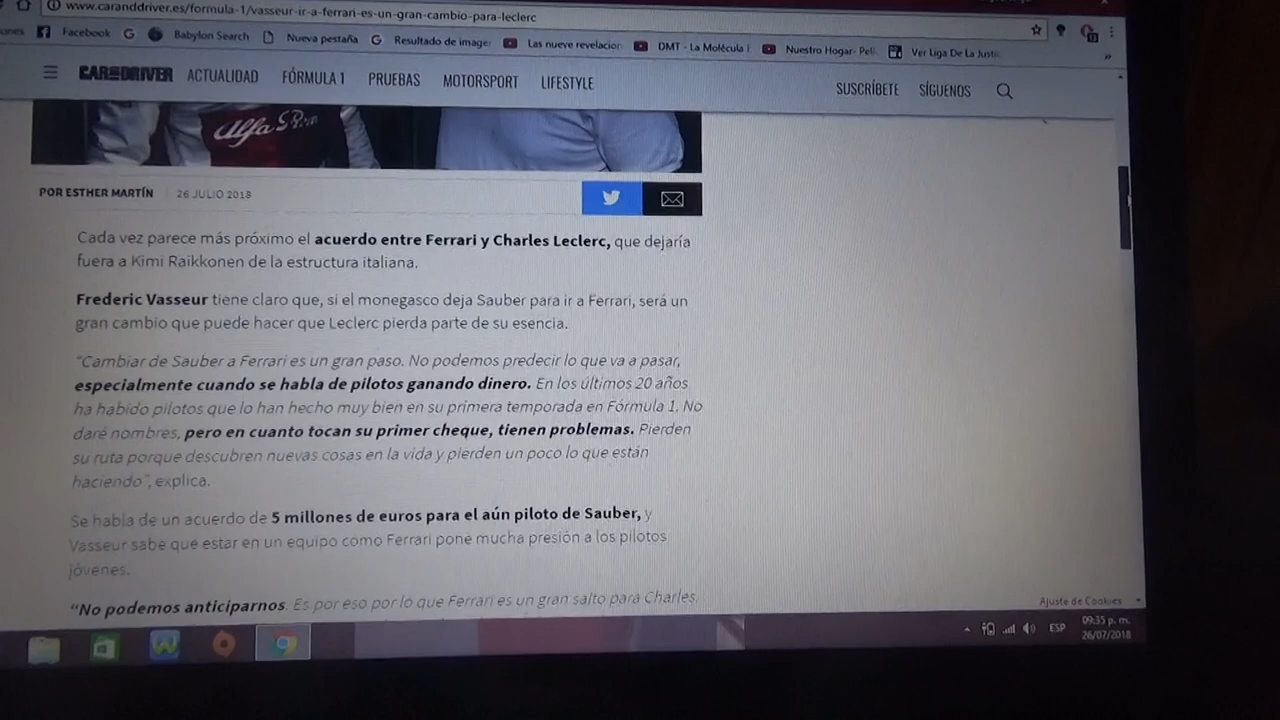 www.caranddriver.es/formula-1/vasseur-ir-a-ferrari-es-un-gran-cambio-para-leclerc
Facebook Babylon Search Nueva pestaña Resultado de image Las nueve revelacion DMT - La Molécula Nuestro Hogar- Peli Ver Liga De La Justic
»
CAR AND DRIVER ACTUALIDAD FÓRMULA 1 PRUEBAS MOTORSPORT LIFESTYLE SUSCRÍBETE SÍGUENOS
Alfa Rom
POR ESTHER MARTÍN 26 JULIO 2018
Cada vez parece más próximo el acuerdo entre Ferrari y Charles Leclerc, que dejaría
fuera a Kimi Raikkonen de la estructura italiana.
Frederic Vasseur tiene claro que, si el monegasco deja Sauber para ir a Ferrari, será un
gran cambio que puede hacer que Leclerc pierda parte de su esencia.
“Cambiar de Sauber a Ferrari es un gran paso. No podemos predecir lo que va a pasar,
especialmente cuando se habla de pilotos ganando dinero. En los últimos 20 años
ha habido pilotos que lo han hecho muy bien en su primera temporada en Fórmula 1. No
daré nombres, pero en cuanto tocan su primer cheque, tienen problemas. Pierden
su ruta porque descubren nuevas cosas en la vida y pierden un poco lo que están
haciendo”, explica.
Se habla de un acuerdo de 5 millones de euros para el aún piloto de Sauber, y
Vasseur sabe que estar en un equipo como Ferrari pone mucha presión a los pilotos
jóvenes.
“No podemos anticiparnos. Es por eso por lo que Ferrari es un gran salto para Charles.
Ajuste de Cookies
ESP 09:35 p. m.
26/07/2018